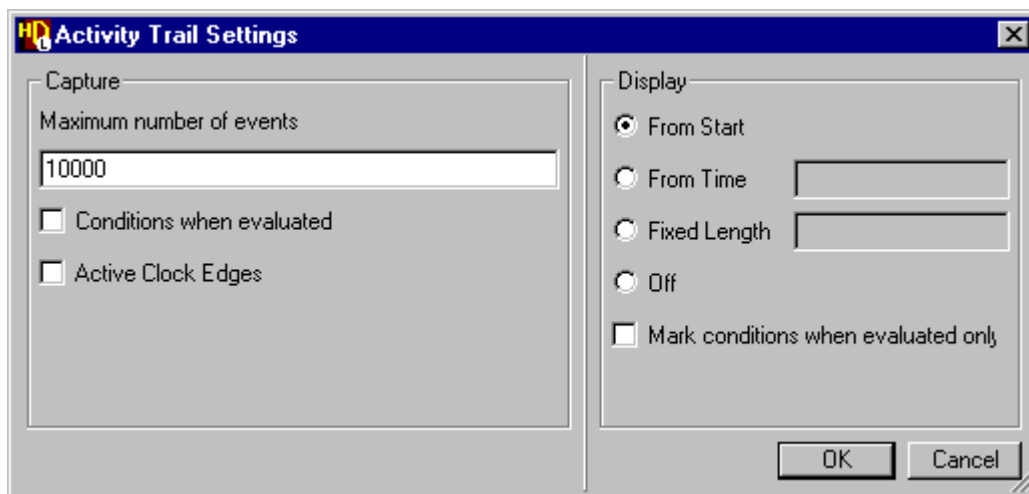 HDL Activity Trail Settings
Capture
Maximum number of events
10000
Conditions when evaluated
Active Clock Edges
Display
From Start
From Time
Fixed Length
Off
Mark conditions when evaluated only
OK
Cancel